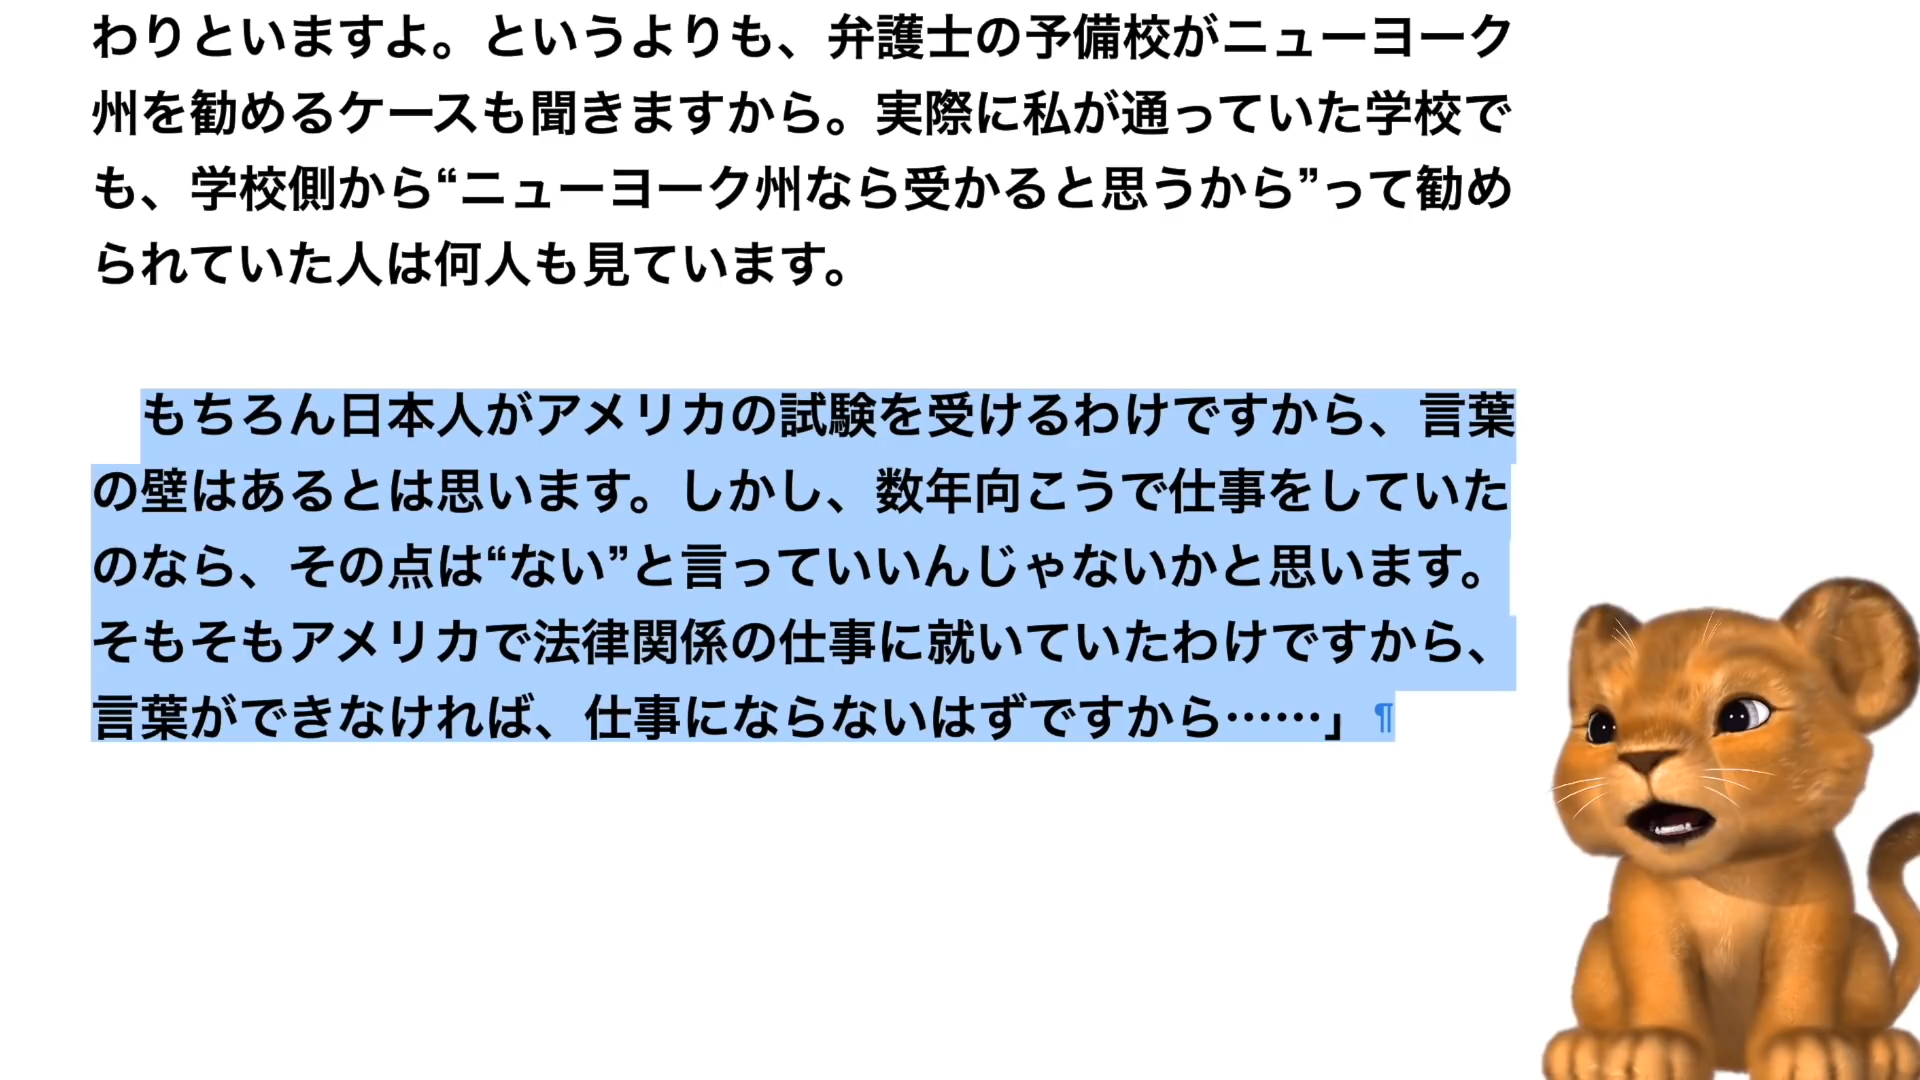 わりといますよ。というよりも、弁護士の予備校がニューヨーク
州を勧めるケースも聞きますから。実際に私が通っていた学校で
も、学校側から“ニューヨーク州なら受かると思うから”って勧め
られていた人は何人も見ています。
もちろん日本人がアメリカの試験を受けるわけですから、言葉
の壁はあるとは思います。しかし、数年向こうで仕事をしていた
のなら、その点は“ない”と言っていいんじゃないかと思います。
そもそもアメリカで法律関係の仕事に就いていたわけですから、
言葉ができなければ、仕事にならないはずですから……」¶